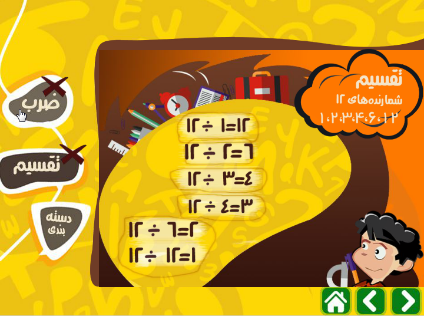 تقسیم
شمارنده‌های ۱۲
۱،۲،۳،۴،۶،۱۲
ضرب
تقسیم
دسته
بندی
۱۲ ÷ ۱=۱۲
۱۲ ÷ ۲=۶
۱۲ ÷ ۳=۴
۱۲ ÷ ۴=۳
۱۲ ÷ ۶=۲
۱۲ ÷ ۱۲=۱